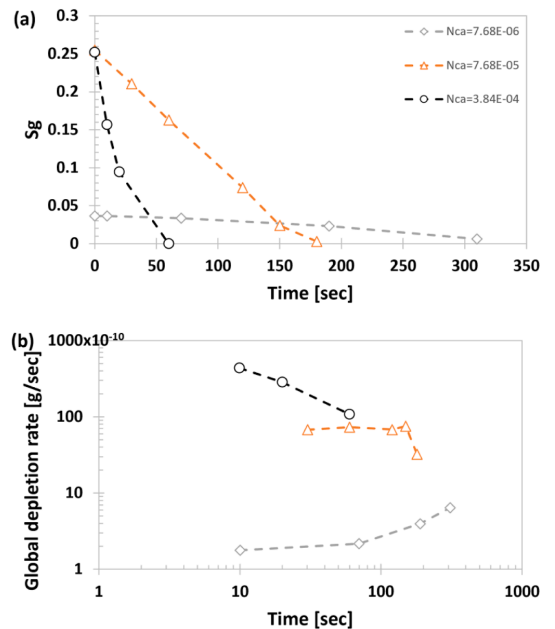 (a)
0.3
0.25
0.2
0.15
0.1
0.05
0
Sg
Nca=7.68E-06
Nca=7.68E-05
Nca=3.84E-04
0 50 100 150 200 250 300 350
Time [sec]
(b)
1000x10-10
100
10
1
Global depletion rate [g/sec]
1 10 100 1000
Time [sec]